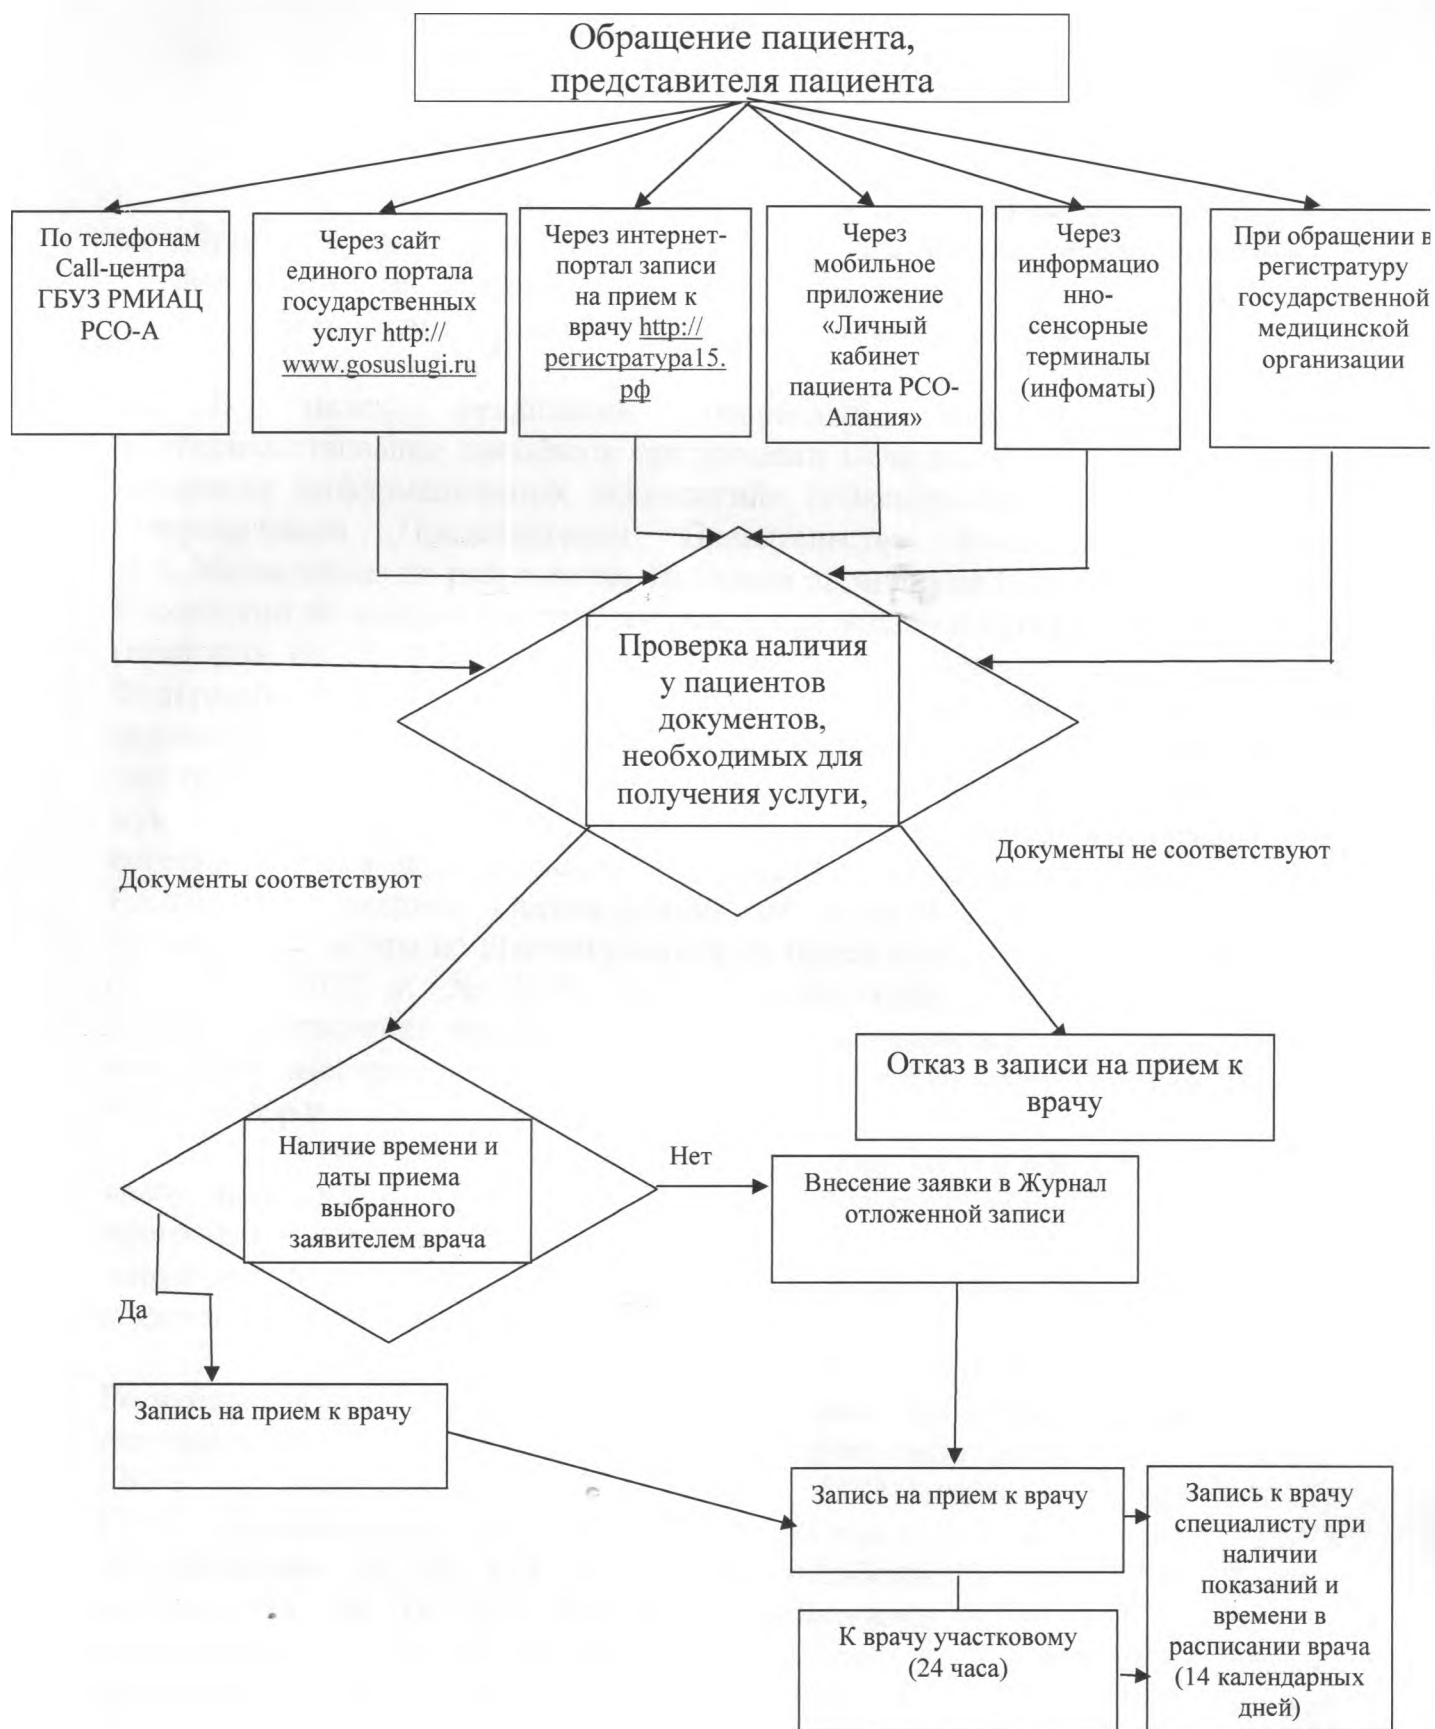 Обращение пациента,
представителя пациента
По телефонам
Call-центра
ГБУЗ РМИАЦ
РСО-А
Через сайт
единого портала
государственных
услуг http://
www.gosuslugi.ru
Через интернет-
портал записи
на прием к
врачу http://
регистратура15.
рф
Через
мобильное
приложение
«Личный
кабинет
пациента РСО-
Алания»
Через
информацио
нно-
сенсорные
терминалы
(инфоматы)
При обращении в
регистратуру
государственной
медицинской
организации
Проверка наличия
у пациентов
документов,
необходимых для
получения услуги,
Документы соответствуют
Документы не соответствуют
Отказ в записи на прием к
врачу
Наличие времени и
даты приема
выбранного
заявителем врача
Нет
Внесение заявки в Журнал
отложенной записи
Да
Запись на прием к врачу
Запись на прием к врачу
Запись к врачу
специалисту при
наличии
показаний и
времени в
расписании врача
(14 календарных
дней)
К врачу участковому
(24 часа)